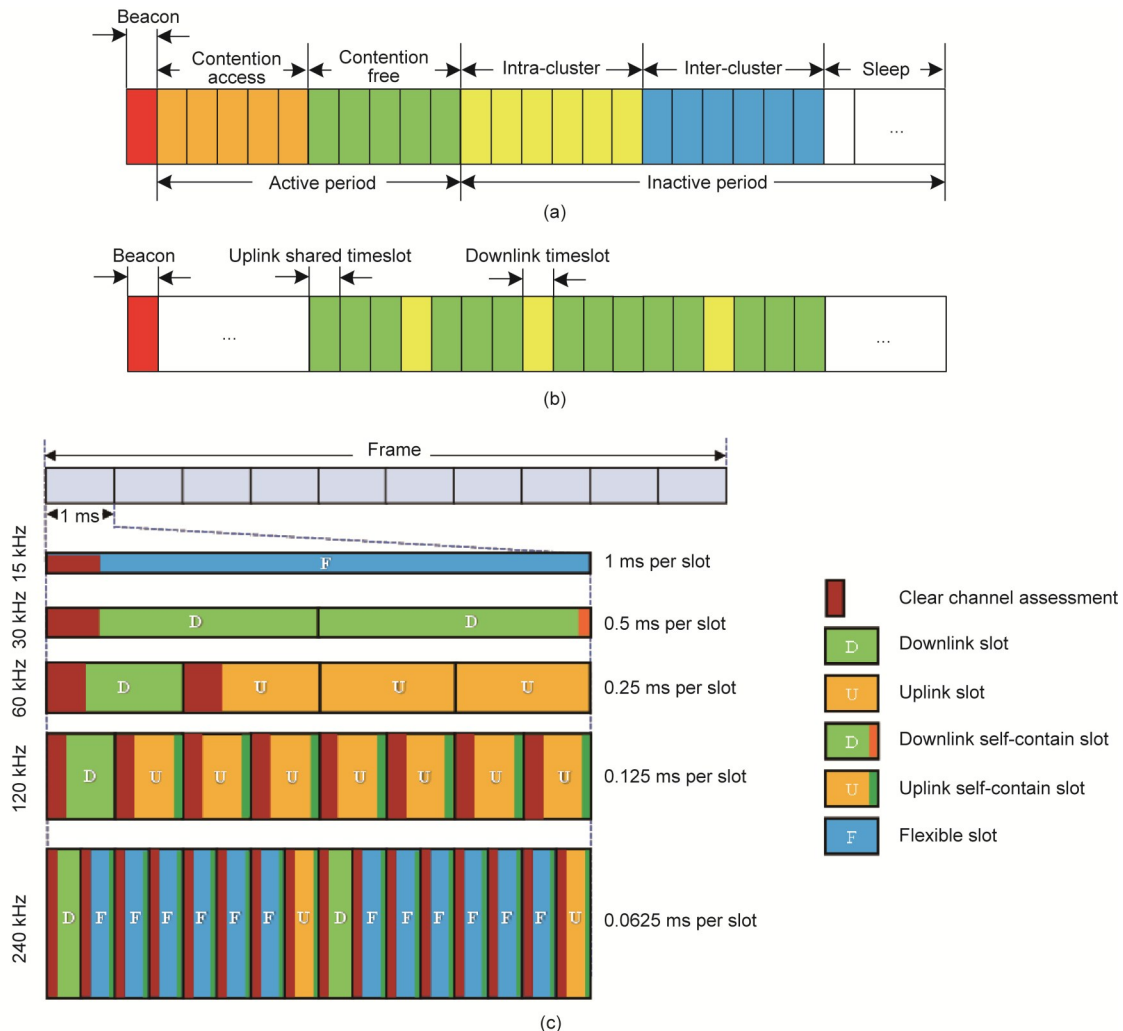 Beacon
Contention access
Contention free
Intra-cluster
Inter-cluster
Sleep
...
Active period
Inactive period
(a)
Beacon
Uplink shared timeslot
Downlink timeslot
...
...
(b)
Frame
1 ms
15 kHz
F
1 ms per slot
30 kHz
D D
0.5 ms per slot
60 kHz
D U U U
0.25 ms per slot
120 kHz
D U U U U U U U
0.125 ms per slot
240 kHz
D F F F F F F U D F F F F F F U
0.0625 ms per slot
Clear channel assessment
D Downlink slot
U Uplink slot
D Downlink self-contain slot
U Uplink self-contain slot
F Flexible slot
(c)